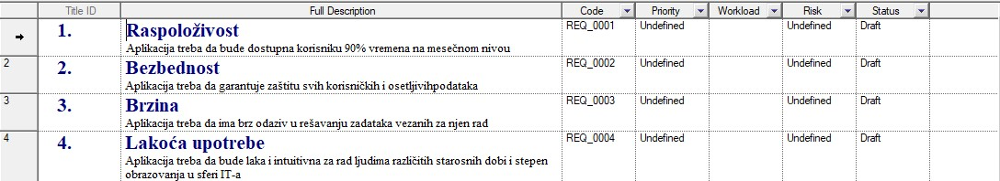 Title ID Full Description Code Priority Workload Risk Status
1. Raspoloživost REQ_0001 Undefined Undefined Draft
Aplikacija treba da bude dostupna korisniku 90% vremena na mesečnom nivou
2 2. Bezbednost REQ_0002 Undefined Undefined Draft
Aplikacija treba da garantuje zaštitu svih korisničkih i osetljivihpodataka
3 3. Brzina REQ_0003 Undefined Undefined Draft
Aplikacija treba da ima brz odaziv u rešavanju zadataka vezanih za njen rad
4 4. Lakoća upotrebe REQ_0004 Undefined Undefined Draft
Aplikacija treba da bude laka i intuitivna za rad ljudima različitih starosnih dobi i stepen
obrazovanja u sferi IT-a